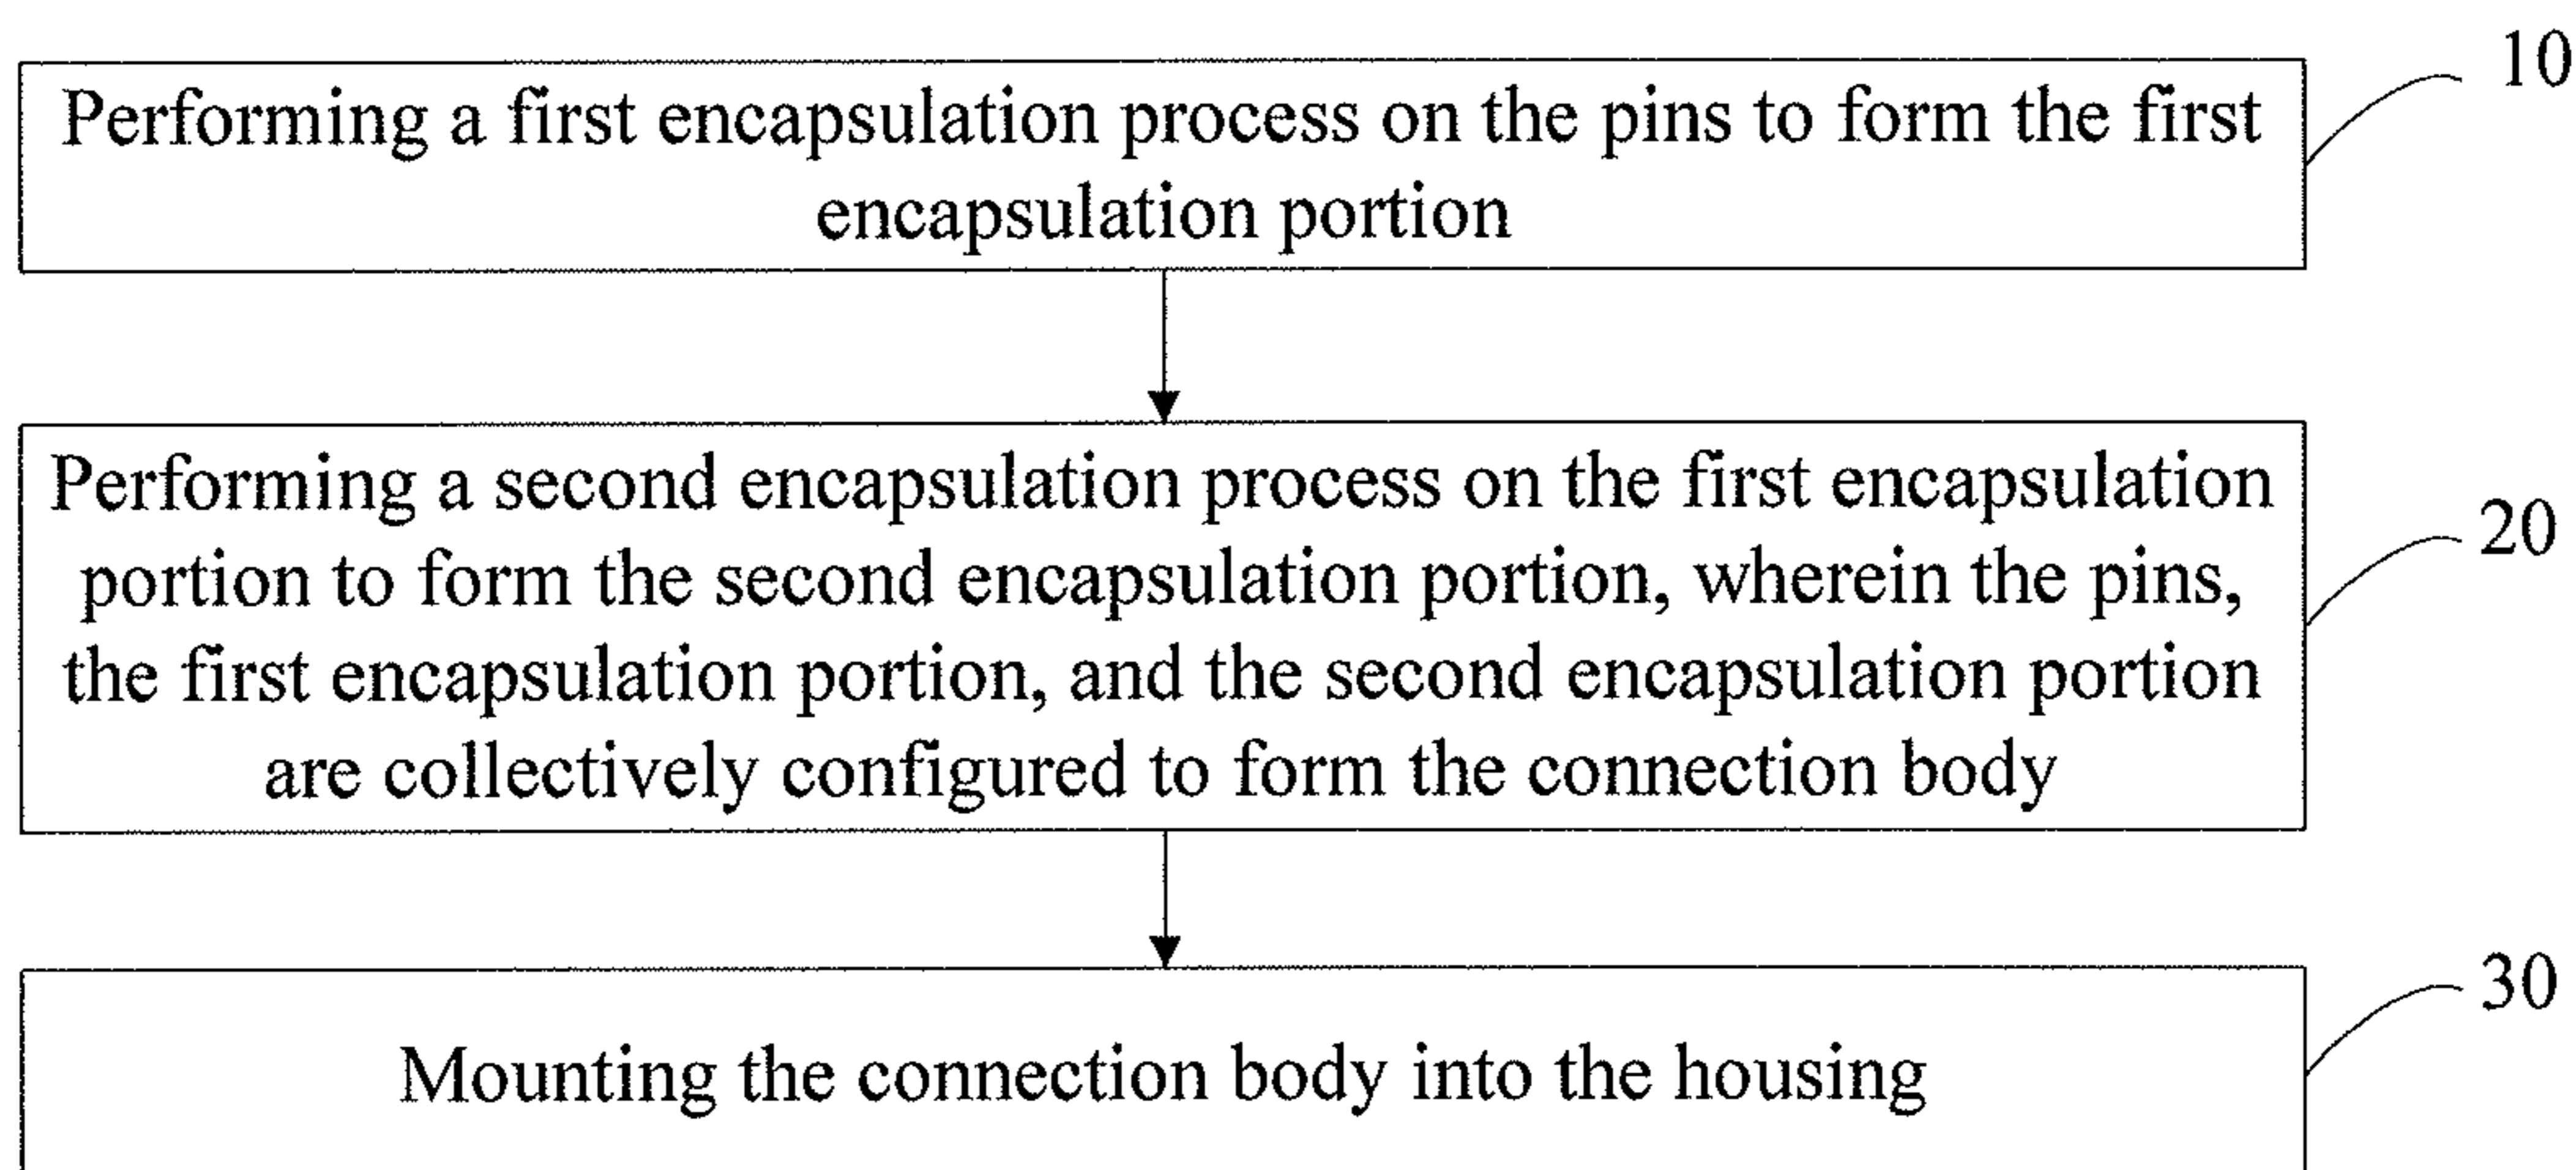 10
Performing a first encapsulation process on the pins to form the first
encapsulation portion
Performing a second encapsulation process on the first encapsulation
20
portion to form the second encapsulation portion, wherein the pins,
the first encapsulation portion, and the second encapsulation portion
are collectively configured to form the connection body
30
Mounting the connection body into the housing